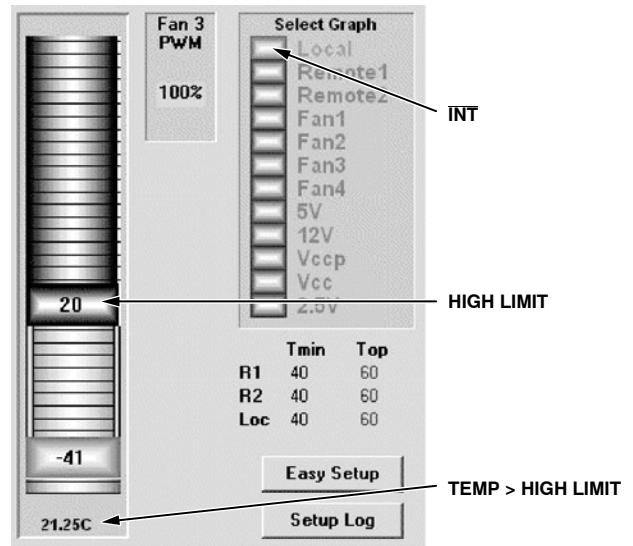 Fan 3
PWM
100%
Select Graph
Local
Remote1
Remote2
Fan1
Fan2
Fan3
Fan4
5V
12V
Vccp
Vcc
2.5V
INT
HIGH LIMIT
20
-41
21.25C
Tmin Top
R1 40 60
R2 40 60
Loc 40 60
Easy Setup
Setup Log
TEMP > HIGH LIMIT